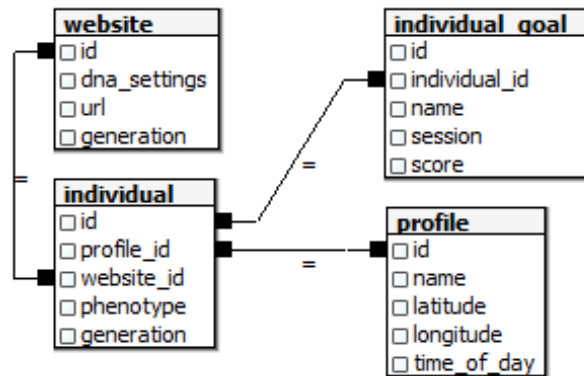 website
id
dna_settings
url
generation
individual_goal
id
individual_id
name
session
score
=
=
individual
id
profile_id
website_id
phenotype
generation
=
profile
id
name
latitude
longitude
time_of_day